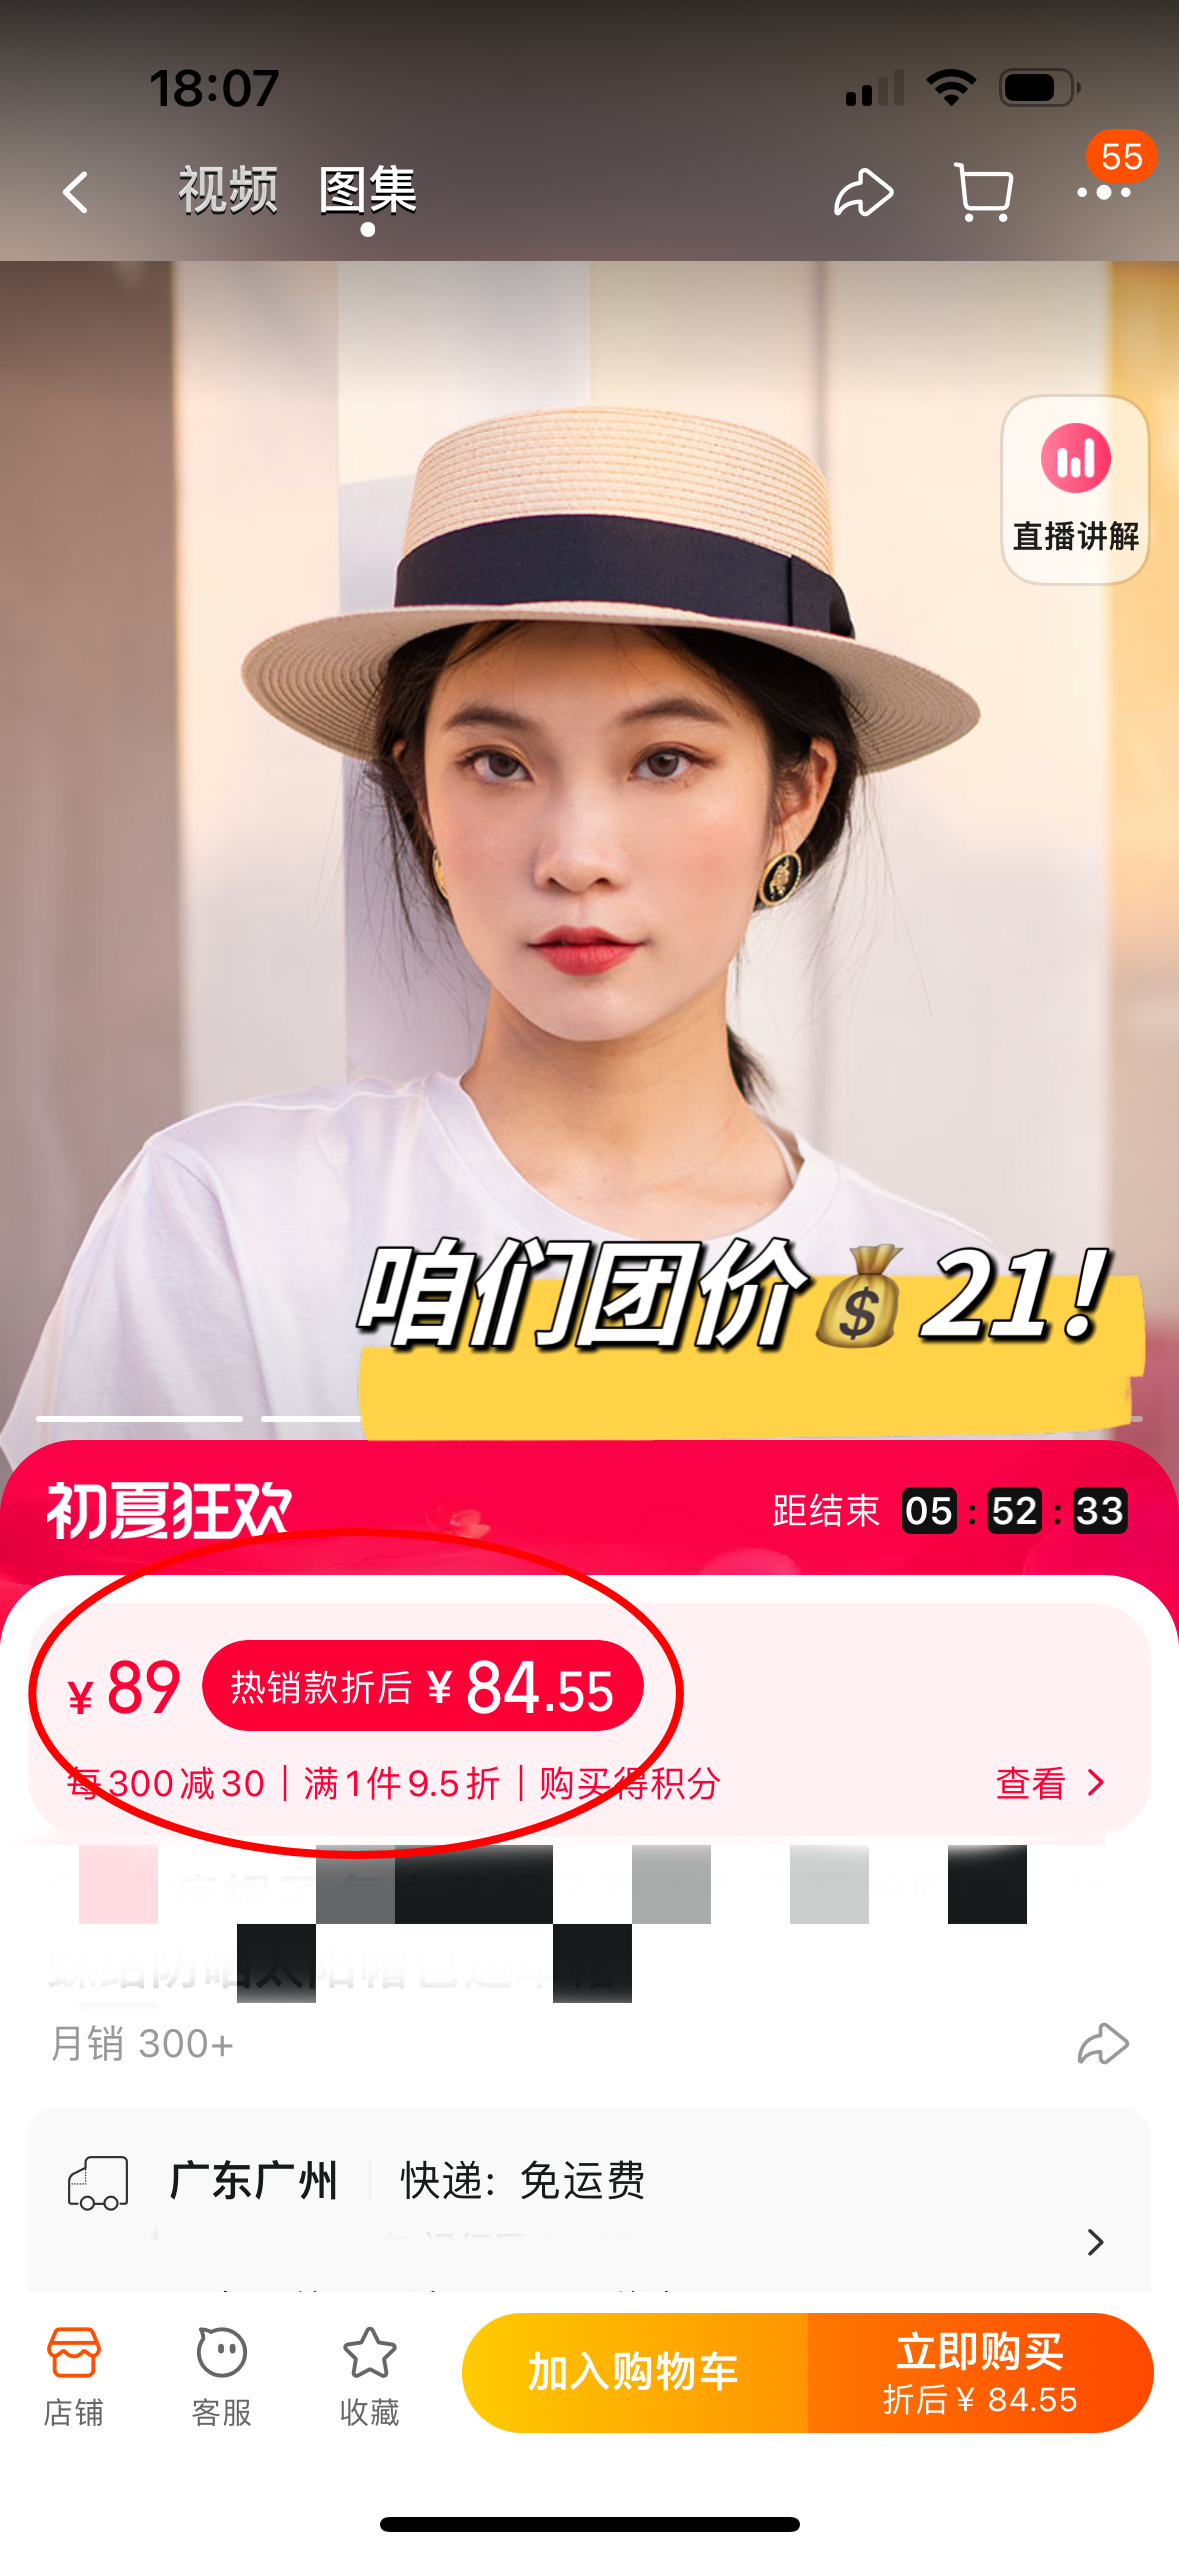 18:07
视频 图集
55
直播讲解
咱们团价💰21!
初夏狂欢
距结束 05:52:33
¥89 热销款折后 ¥84.55
每300减30 | 满1件9.5折 | 购买得积分 查看
月销 300+
广东广州 快递: 免运费
店铺 客服 收藏
加入购物车
立即购买
折后¥ 84.55